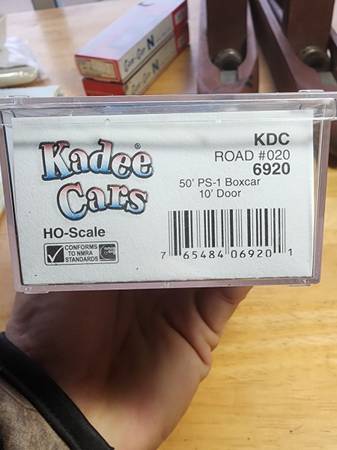 Kadee®
Cars
KDC
ROAD #020
6920
50' PS-1 Boxcar
10' Door
HO-Scale
CONFORMS
TO NMRA
STANDARDS
7 65484 06920 1